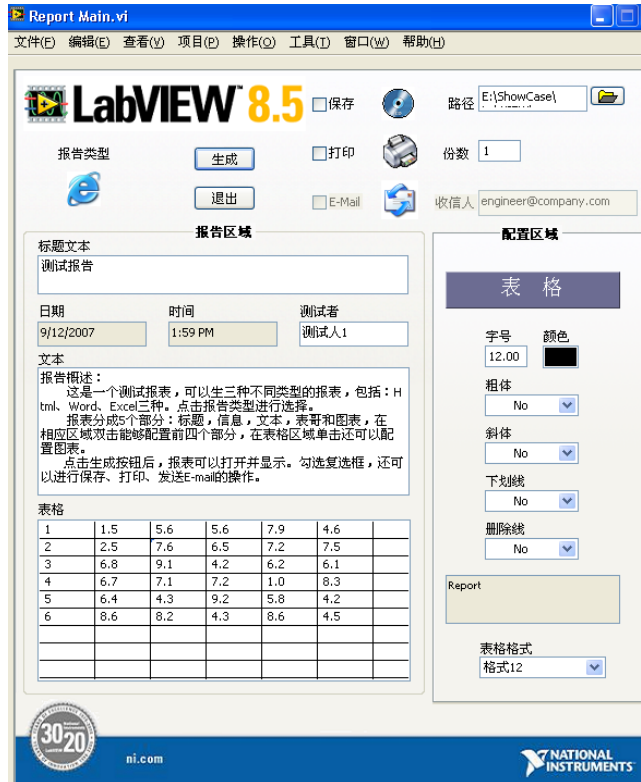 Report Main.vi
文件(F) 编辑(E) 查看(V) 项目(P) 操作(O) 工具(T) 窗口(W) 帮助(H)
LabVIEW™ 8.5
保存
路径 E:\ShowCase\
报告类型
生成
打印
份数 1
退出
E-Mail
收信人 engineer@company.com
报告区域
配置区域
标题文本
测试报告
表 格
日期 时间 测试者
9/12/2007 1:59 PM 测试人1
字号 颜色
12.00
文本
报告概述:
这是一个测试报表，可以生三种不同类型的报表，包括：H
tml、Word、Excel三种。点击报告类型进行选择。
报表分成5个部分：标题，信息，文本，表哥和图表，在
相应区域双击能够配置前四个部分，在表格区域单击还可以配
置图表。
点击生成按钮后，报表可以打开并显示。勾选复选框，还可
以进行保存、打印、发送E-mail的操作。
粗体
No
斜体
No
下划线
No
删除线
No
表格
1 1.5 5.6 5.6 7.9 4.6
2 2.5 7.6 6.5 7.2 7.5
3 6.8 9.1 4.2 6.2 6.1
4 6.7 7.1 7.2 1.0 8.3
5 6.4 4.3 9.2 5.8 4.2
6 8.6 8.2 4.3 8.6 4.5
Report
表格格式
格式12
30
20
ni.com
NATIONAL
INSTRUMENTS